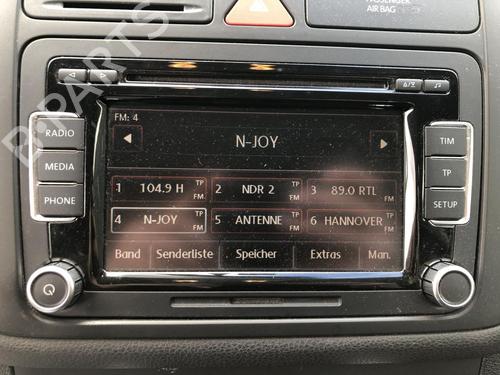 PASSENGER
AIR BAG
RADIO
MEDIA
PHONE
TIM
TP
SETUP
FM: 4
N-JOY
1 104.9 H TP FM
2 NDR 2 TP FM
3 89.0 RTL TP FM
4 N-JOY TP FM
5 ANTENNE TP FM
6 HANNOVER TP FM
Band Senderliste Speicher Extras Man.
B-PARTS